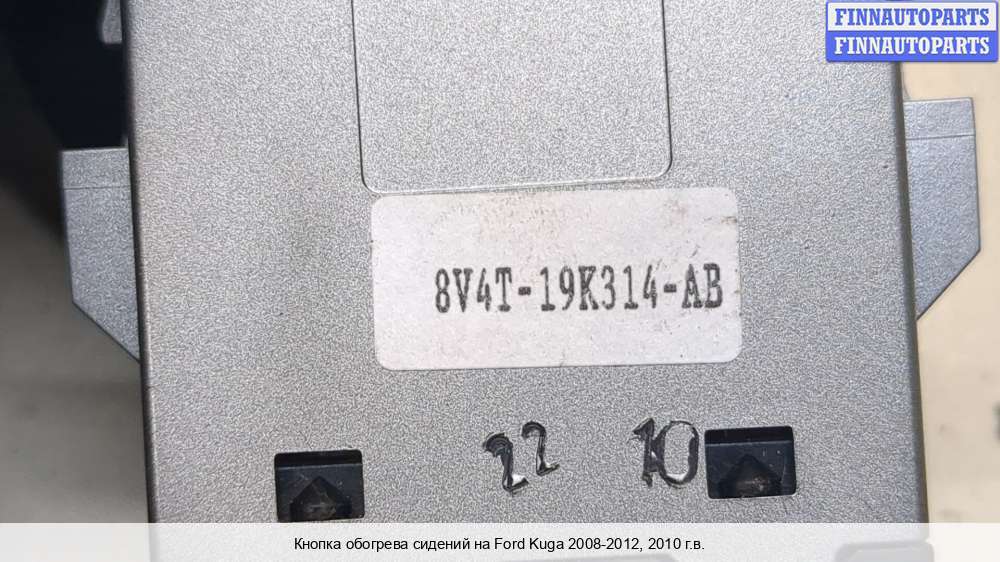 FINNAUTOPARTS
FINNAUTOPARTS
8V4T-19K314-AB
22 10
Кнопка обогрева сидений на Ford Kuga 2008-2012, 2010 г.в.